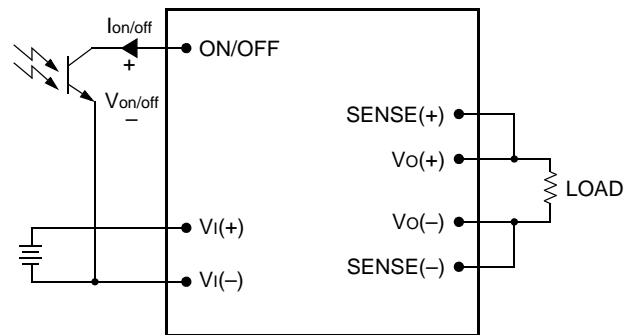 Ion/off
+
ON/OFF
Von/off
–
SENSE(+)
VO(+)
LOAD
VO(–)
VI(+)
SENSE(–)
VI(–)